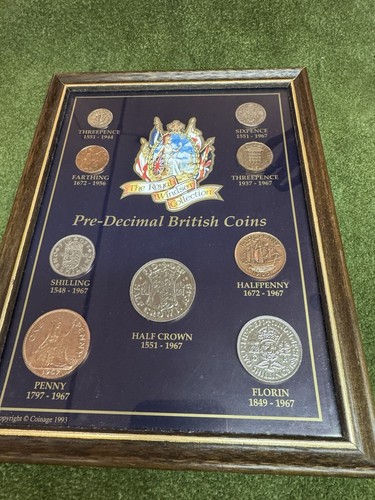 THREEPENCE
1551 - 1944
SIXPENCE
1551 - 1967
FARTHING
1672 - 1956
THREEPENCE
1937 - 1967
The Royal
Windsor
Collection
Pre-Decimal British Coins
SHILLING
1548 - 1967
HALFPENNY
1672 - 1967
HALF CROWN
1551 - 1967
PENNY
1797 - 1967
FLORIN
1849 - 1967
Copyright © Coinage 1993